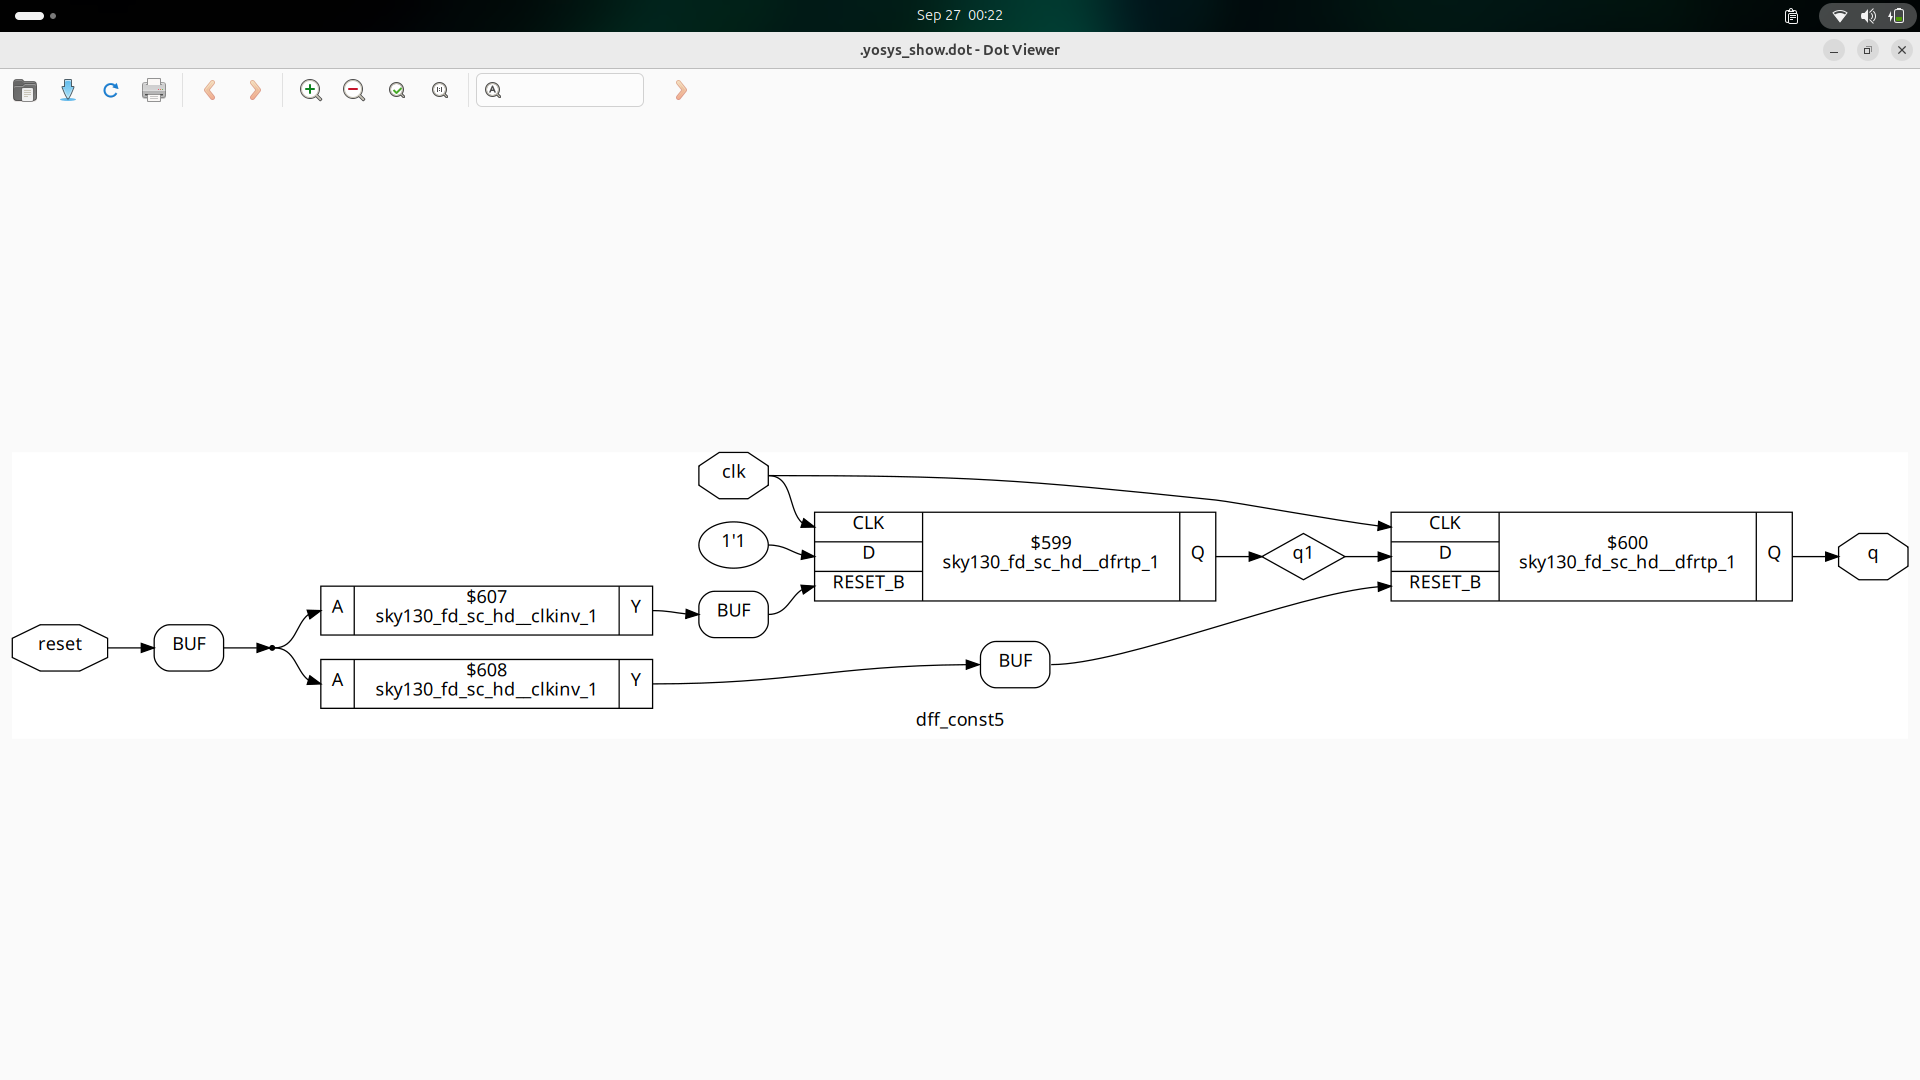 Sep 27 00:22
.yosys_show.dot - Dot Viewer
clk
1'1
CLK
D
RESET_B
$599
sky130_fd_sc_hd__dfrtp_1
Q
q1
CLK
D
RESET_B
$600
sky130_fd_sc_hd__dfrtp_1
Q
q
reset
BUF
A
$607
sky130_fd_sc_hd__clkinv_1
Y
BUF
A
$608
sky130_fd_sc_hd__clkinv_1
Y
BUF
dff_const5